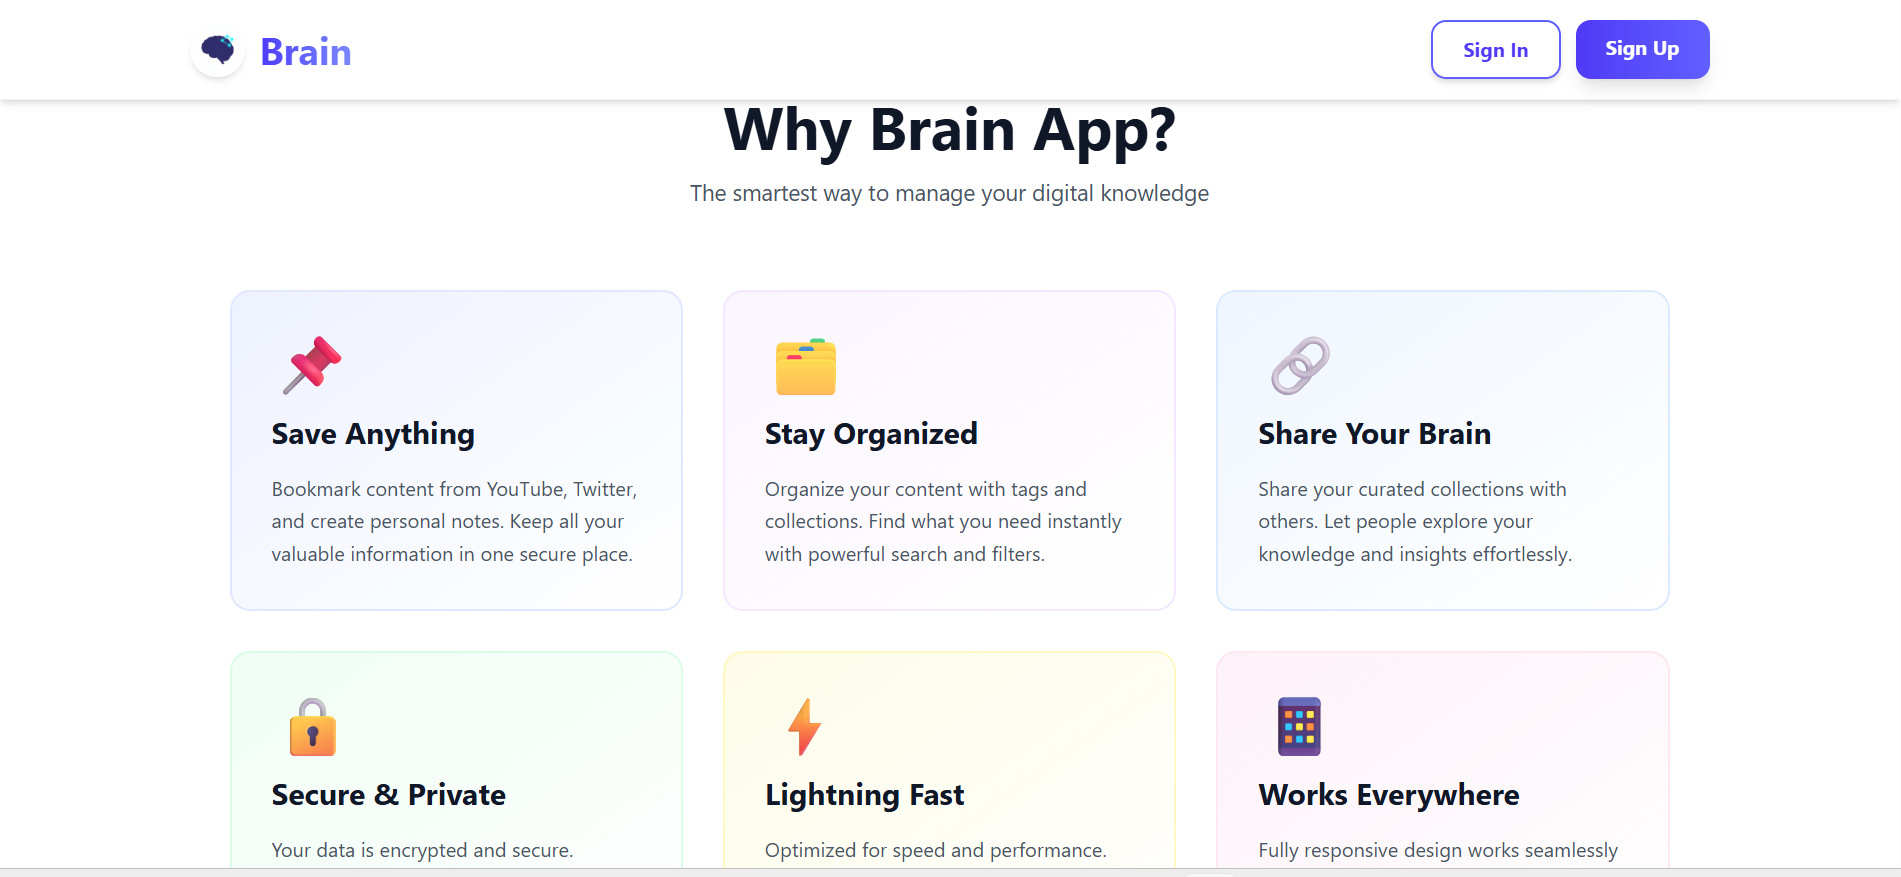 Brain
Sign In
Sign Up
Why Brain App?
The smartest way to manage your digital knowledge
Save Anything
Bookmark content from YouTube, Twitter,
and create personal notes. Keep all your
valuable information in one secure place.
Stay Organized
Organize your content with tags and
collections. Find what you need instantly
with powerful search and filters.
Share Your Brain
Share your curated collections with
others. Let people explore your
knowledge and insights effortlessly.
Secure & Private
Your data is encrypted and secure.
Lightning Fast
Optimized for speed and performance.
Works Everywhere
Fully responsive design works seamlessly